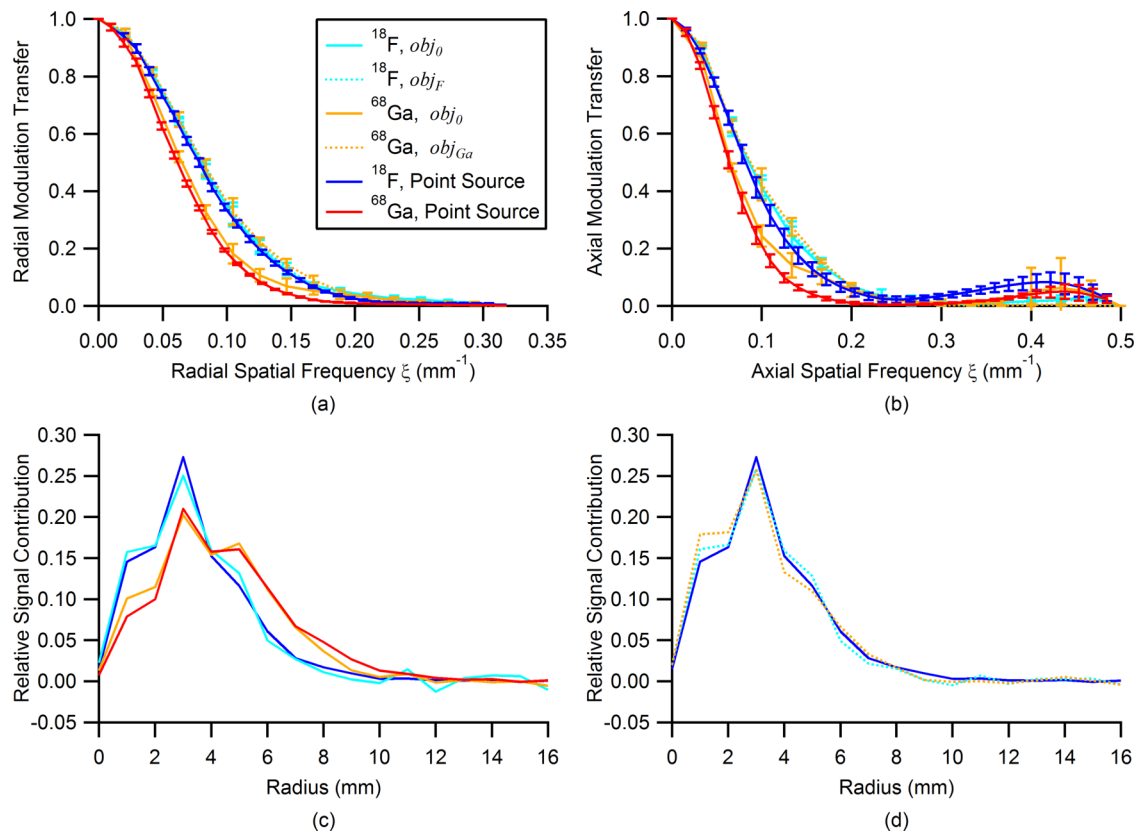 1.0
0.8
0.6
0.4
0.2
0.0
Radial Modulation Transfer
0.00 0.05 0.10 0.15 0.20 0.25 0.30 0.35
Radial Spatial Frequency ξ (mm⁻¹)
(a)
¹⁸F, obj₀
¹⁸F, obj_F
⁶⁸Ga, obj₀
⁶⁸Ga, obj_Ga
¹⁸F, Point Source
⁶⁸Ga, Point Source
1.0
0.8
0.6
0.4
0.2
0.0
Axial Modulation Transfer
0.0 0.1 0.2 0.3 0.4 0.5
Axial Spatial Frequency ξ (mm⁻¹)
(b)
0.30
0.25
0.20
0.15
0.10
0.05
0.00
-0.05
Relative Signal Contribution
0 2 4 6 8 10 12 14 16
Radius (mm)
(c)
0.30
0.25
0.20
0.15
0.10
0.05
0.00
-0.05
Relative Signal Contribution
0 2 4 6 8 10 12 14 16
Radius (mm)
(d)